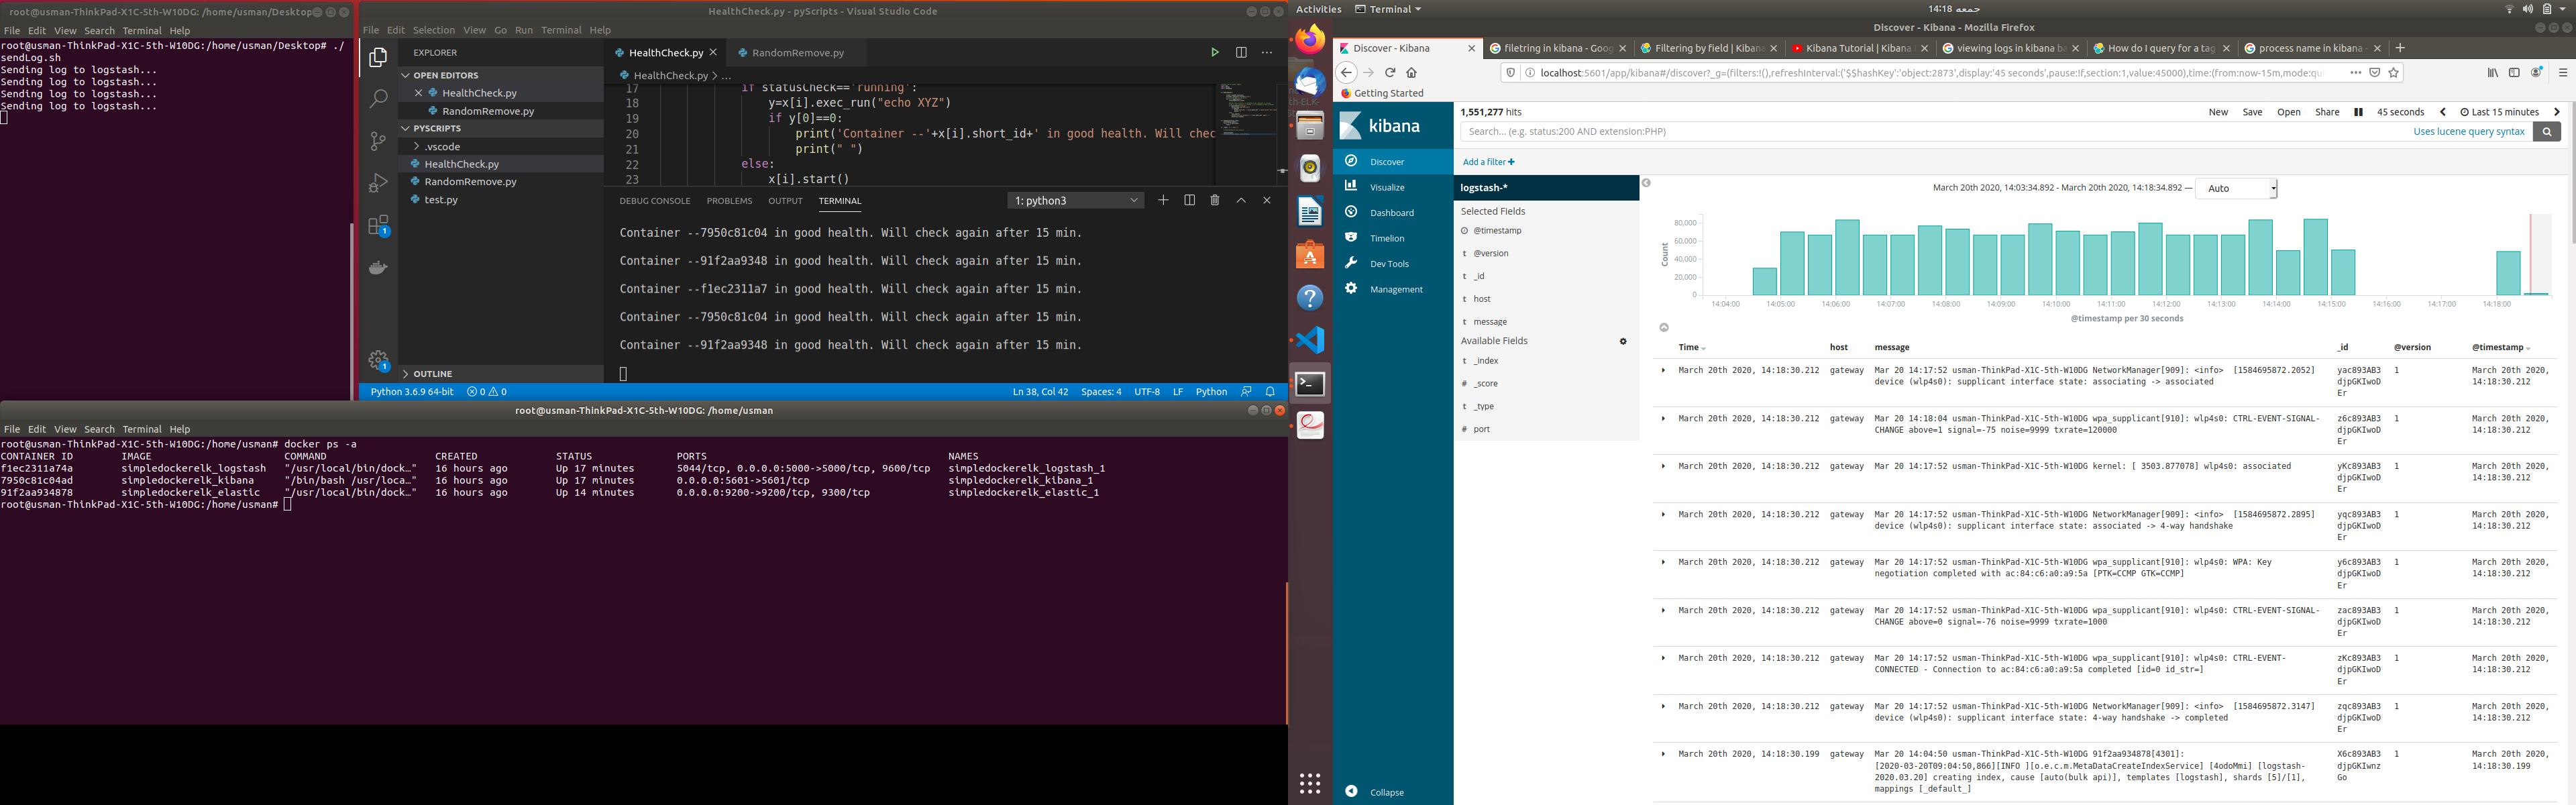 root@usman-ThinkPad-X1C-5th-W10DG: /home/usman/Desktop
File Edit View Search Terminal Help
root@usman-ThinkPad-X1C-5th-W10DG:/home/usman/Desktop# ./
sendLog.sh
Sending log to logstash...
Sending log to logstash...
Sending log to logstash...
Sending log to logstash...
HealthCheck.py - pyScripts - Visual Studio Code
File Edit Selection View Go Run Terminal Help
EXPLORER
OPEN EDITORS
HealthCheck.py
RandomRemove.py
PYSCRIPTS
.vscode
HealthCheck.py
RandomRemove.py
test.py
OUTLINE
1
1
HealthCheck.py RandomRemove.py
HealthCheck.py > ...
17 if statusCheck=='running':
18 y=x[i].exec_run("echo XYZ")
19 if y[0]==0:
20 print('Container --'+x[i].short_id+' in good health. Will chec
21 print(" ")
22 else:
23 x[i].start()
DEBUG CONSOLE PROBLEMS OUTPUT TERMINAL 1: python3
Container --7950c81c04 in good health. Will check again after 15 min.
Container --91f2aa9348 in good health. Will check again after 15 min.
Container --f1ec2311a7 in good health. Will check again after 15 min.
Container --7950c81c04 in good health. Will check again after 15 min.
Container --91f2aa9348 in good health. Will check again after 15 min.
Python 3.6.9 64-bit 0 0 Ln 38, Col 42 Spaces: 4 UTF-8 LF Python
root@usman-ThinkPad-X1C-5th-W10DG: /home/usman
File Edit View Search Terminal Help
root@usman-ThinkPad-X1C-5th-W10DG:/home/usman# docker ps -a
CONTAINER ID IMAGE COMMAND CREATED STATUS PORTS NAMES
f1ec2311a74a simpledockerelk_logstash "/usr/local/bin/dock…" 16 hours ago Up 17 minutes 5044/tcp, 0.0.0.0:5000->5000/tcp, 9600/tcp simpledockerelk_logstash_1
7950c81c04ad simpledockerelk_kibana "/bin/bash /usr/loca…" 16 hours ago Up 17 minutes 0.0.0.0:5601->5601/tcp simpledockerelk_kibana_1
91f2aa934878 simpledockerelk_elastic "/usr/local/bin/dock…" 16 hours ago Up 14 minutes 0.0.0.0:9200->9200/tcp, 9300/tcp simpledockerelk_elastic_1
root@usman-ThinkPad-X1C-5th-W10DG:/home/usman#
Activities Terminal 14:18 جمعه
Discover - Kibana - Mozilla Firefox
Discover - Kibana filetring in kibana - Goog Filtering by field | Kibana Kibana Tutorial | Kibana viewing logs in kibana ba How do I query for a tag process name in kibana -
localhost:5601/app/kibana#/discover?_g=(filters:!(),refreshInterval:('$$hashKey':'object:2873',display:'45 seconds',pause:!f,section:1,value:45000),time:(from:now-15m,mode:qui
Getting Started
kibana
Discover
Visualize
Dashboard
Timelion
Dev Tools
Management
Collapse
1,551,277 hits New Save Open Share 45 seconds Last 15 minutes
Search... (e.g. status:200 AND extension:PHP) Uses lucene query syntax
Add a filter
logstash-*
Selected Fields
@timestamp
t @version
t _id
t host
t message
Available Fields
t _index
# _score
t _type
# port
March 20th 2020, 14:03:34.892 - March 20th 2020, 14:18:34.892 — Auto
Count
80,000
60,000
40,000
20,000
0
14:04:00 14:05:00 14:06:00 14:07:00 14:08:00 14:09:00 14:10:00 14:11:00 14:12:00 14:13:00 14:14:00 14:15:00 14:16:00 14:17:00 14:18:00
@timestamp per 30 seconds
Time host message _id @version @timestamp
March 20th 2020, 14:18:30.212 gateway Mar 20 14:17:52 usman-ThinkPad-X1C-5th-W10DG NetworkManager[909]: <info> [1584695872.2052] yac893AB3 1 March 20th 2020,
device (wlp4s0): supplicant interface state: associating -> associated djpGKIwoD 14:18:30.212
Er
March 20th 2020, 14:18:30.212 gateway Mar 20 14:18:04 usman-ThinkPad-X1C-5th-W10DG wpa_supplicant[910]: wlp4s0: CTRL-EVENT-SIGNAL- z6c893AB3 1 March 20th 2020,
CHANGE above=1 signal=-75 noise=9999 txrate=120000 djpGKIwoD 14:18:30.212
Er
March 20th 2020, 14:18:30.212 gateway Mar 20 14:17:52 usman-ThinkPad-X1C-5th-W10DG kernel: [ 3503.877078] wlp4s0: associated yKc893AB3 1 March 20th 2020,
djpGKIwoD 14:18:30.212
Er
March 20th 2020, 14:18:30.212 gateway Mar 20 14:17:52 usman-ThinkPad-X1C-5th-W10DG NetworkManager[909]: <info> [1584695872.2895] yqc893AB3 1 March 20th 2020,
device (wlp4s0): supplicant interface state: associated -> 4-way handshake djpGKIwoD 14:18:30.212
Er
March 20th 2020, 14:18:30.212 gateway Mar 20 14:17:52 usman-ThinkPad-X1C-5th-W10DG wpa_supplicant[910]: wlp4s0: WPA: Key y6c893AB3 1 March 20th 2020,
negotiation completed with ac:84:c6:a0:a9:5a [PTK=CCMP GTK=CCMP] djpGKIwoD 14:18:30.212
Er
March 20th 2020, 14:18:30.212 gateway Mar 20 14:17:52 usman-ThinkPad-X1C-5th-W10DG wpa_supplicant[910]: wlp4s0: CTRL-EVENT-SIGNAL- zac893AB3 1 March 20th 2020,
CHANGE above=0 signal=-76 noise=9999 txrate=1000 djpGKIwoD 14:18:30.212
Er
March 20th 2020, 14:18:30.212 gateway Mar 20 14:17:52 usman-ThinkPad-X1C-5th-W10DG wpa_supplicant[910]: wlp4s0: CTRL-EVENT- zKc893AB3 1 March 20th 2020,
CONNECTED - Connection to ac:84:c6:a0:a9:5a completed [id=0 id_str=] djpGKIwoD 14:18:30.212
Er
March 20th 2020, 14:18:30.212 gateway Mar 20 14:17:52 usman-ThinkPad-X1C-5th-W10DG NetworkManager[909]: <info> [1584695872.3147] zqc893AB3 1 March 20th 2020,
device (wlp4s0): supplicant interface state: 4-way handshake -> completed djpGKIwoD 14:18:30.212
Er
March 20th 2020, 14:18:30.199 gateway Mar 20 14:04:50 usman-ThinkPad-X1C-5th-W10DG 91f2aa934878[4301]: X6c893AB3 1 March 20th 2020,
[2020-03-20T09:04:50,866][INFO ][o.e.c.m.MetaDataCreateIndexService] [4odoMmi] [logstash- djpGKIwnz 14:18:30.199
2020.03.20] creating index, cause [auto(bulk api)], templates [logstash], shards [5]/[1], Go
mappings [_default_]